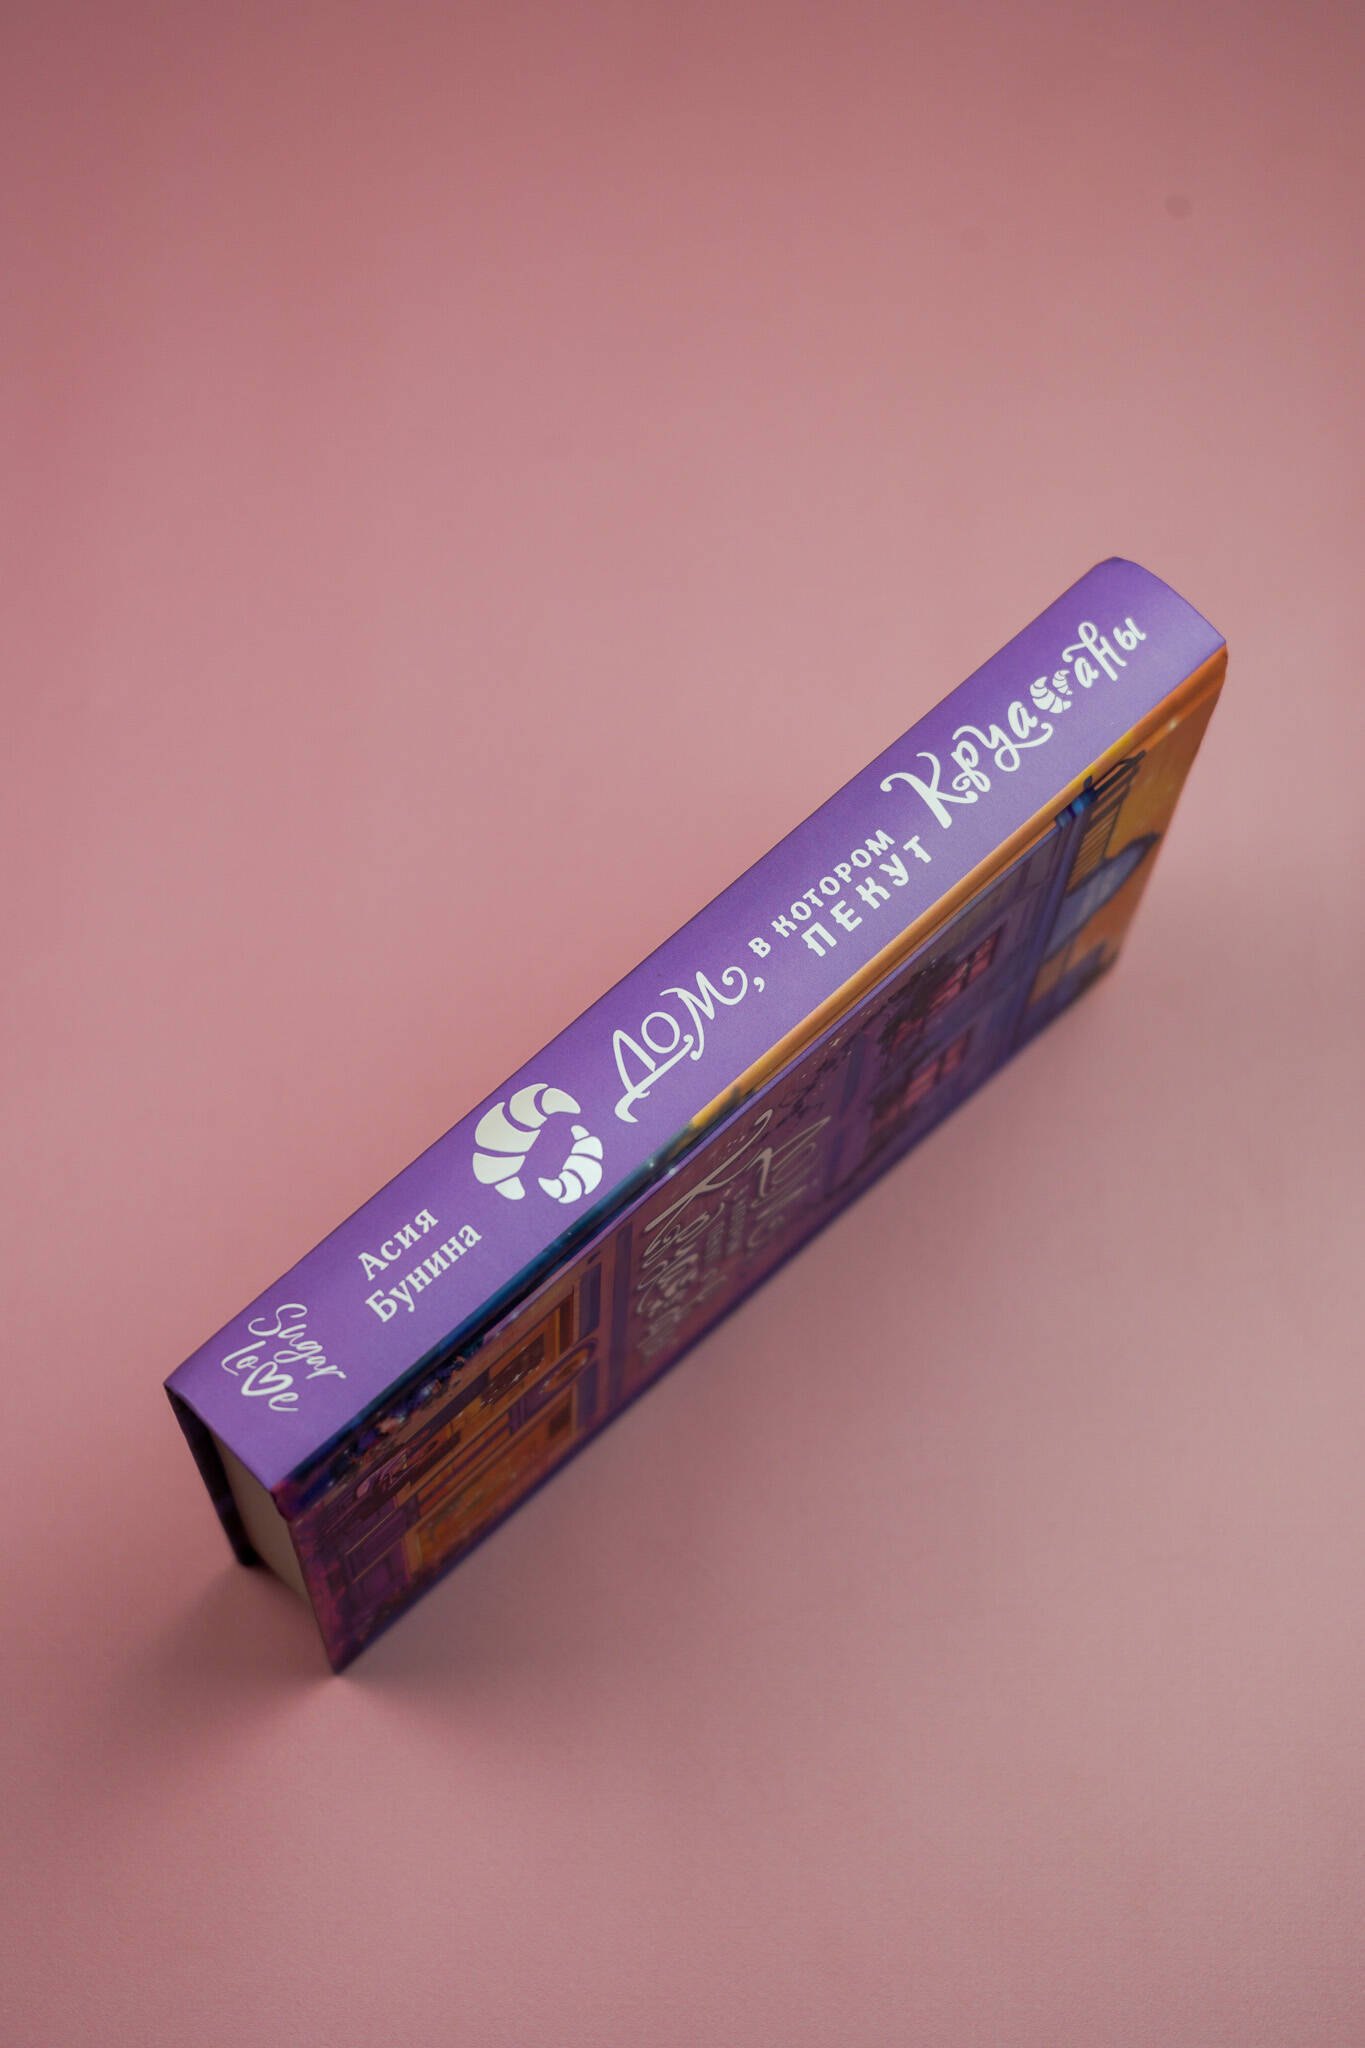 Sugar
Love
Асия
Бунина
Дом,
в котором
пекут
Круассаны